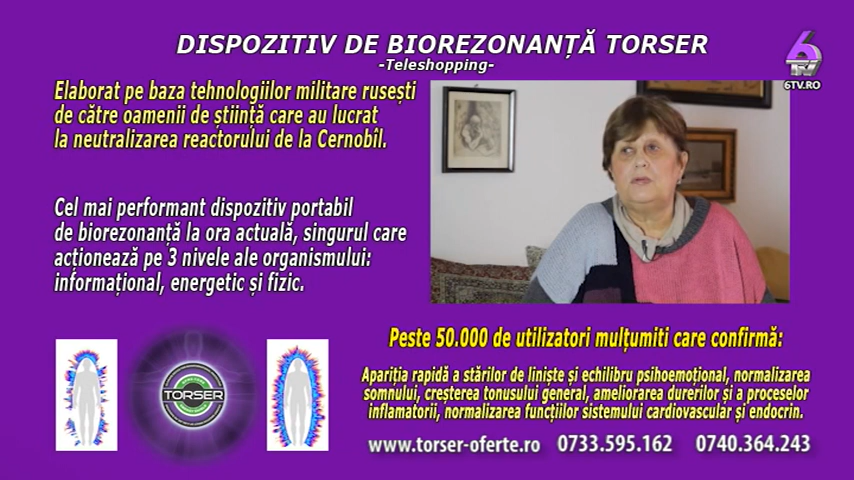 DISPOZITIV DE BIOREZONANȚĂ TORSER
-Teleshopping-
6
TV
6TV.RO
Elaborat pe baza tehnologiilor militare rusești
de către oamenii de știință care au lucrat
la neutralizarea reactorului de la Cernobîl.
Cel mai performant dispozitiv portabil
de biorezonanță la ora actuală, singurul care
acționează pe 3 nivele ale organismului:
informațional, energetic și fizic.
TORSER
Peste 50.000 de utilizatori mulțumiti care confirmă:
Apariția rapidă a stărilor de liniște și echilibru psihoemoțional, normalizarea
somnului, creșterea tonusului general, ameliorarea durerilor și a proceselor
inflamatorii, normalizarea funcțiilor sistemului cardiovascular și endocrin.
www.torser-oferte.ro 0733.595.162 0740.364.243